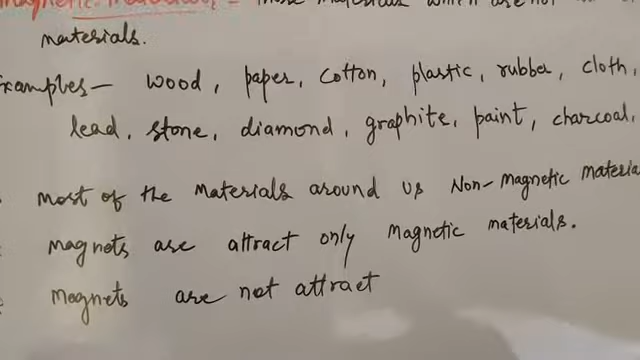 materials.
Examples - wood, paper, cotton, plastic, rubber, cloth,
lead, stone, diamond, graphite, paint, charcoal,
most of the materials around us Non-magnetic materia
magnets are attract only magnetic materials.
magnets are not attract